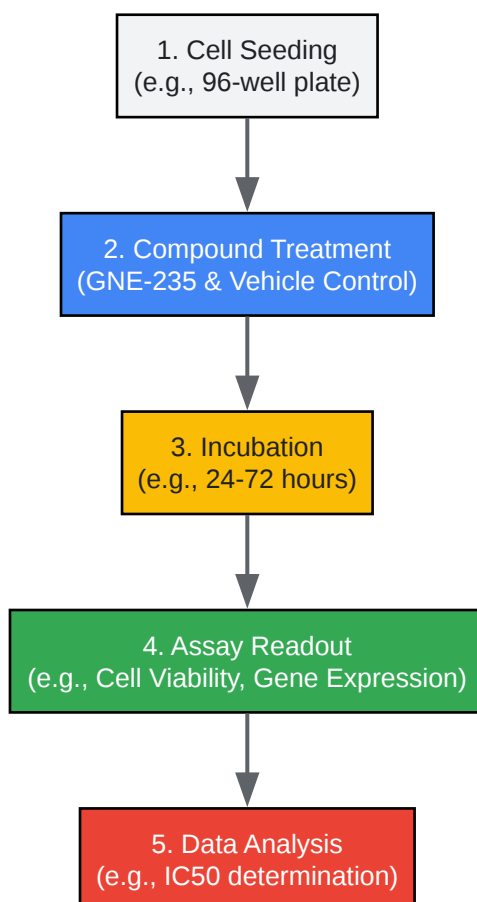 1. Cell Seeding
(e.g., 96-well plate)
2. Compound Treatment
(GNE-235 & Vehicle Control)
3. Incubation
(e.g., 24-72 hours)
4. Assay Readout
(e.g., Cell Viability, Gene Expression)
5. Data Analysis
(e.g., IC50 determination)